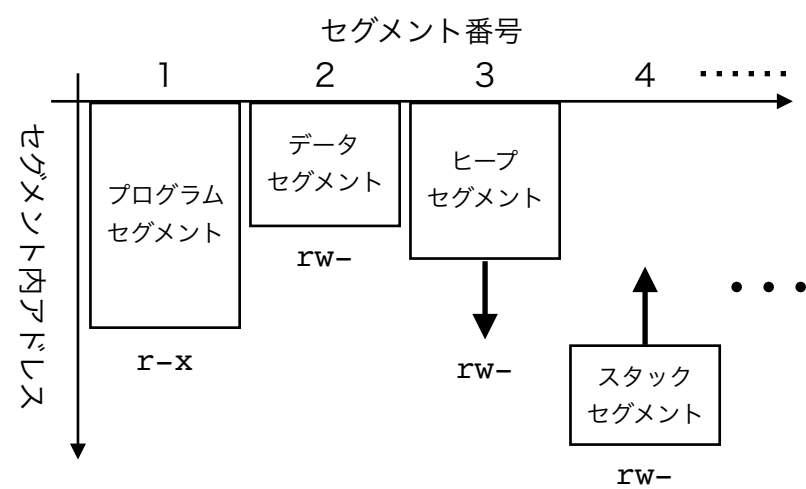 セグメント番号
1 2 3 4 ······
セグメント内アドレス
プログラム
セグメント
r-x
データ
セグメント
rw-
ヒープ
セグメント
rw-
スタック
セグメント
rw-
• • •